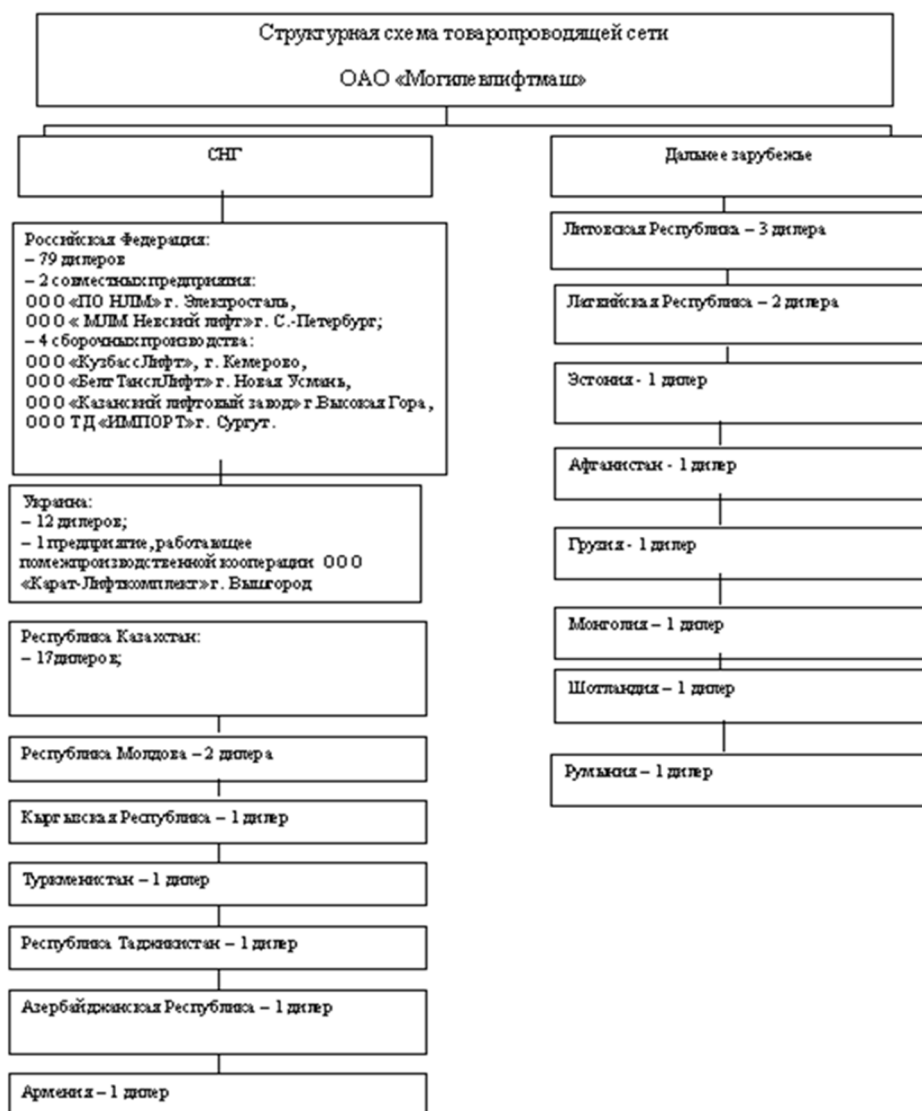 Структурная схема товаропроводящей сети
ОАО «Могилевлифтмаш»
СНГ
Российская Федерация:
– 79 дилеров
– 2 совместных предприятия:
ООО «ПО НЛМ» г. Электросталь,
ООО « МЛМ Невский лифт» г. С.-Петербург;
– 4 сборочных производства:
ООО «КузбассЛифт», г. Кемерово,
ООО «БелгТанспЛифт» г. Новая Усмань,
ООО «Казанский лифтовый завод» г.Высокая Гора,
ООО ТД «ИМПОРТ» г. Сургут.
Украина:
– 12 дилеров;
– 1 предприятие, работающее
помежпроизводственной кооперации ООО
«Карат-Лифткомплект» г. Вышгород
Республика Казахстан:
– 17дилеров;
Республика Молдова – 2 дилера
Кыргызская Республика – 1 дилер
Туркменистан – 1 дилер
Республика Таджикистан – 1 дилер
Азербайджанская Республика – 1 дилер
Армения – 1 дилер
Дальнее зарубежье
Литовская Республика – 3 дилера
Латвийская Республика – 2 дилера
Эстония - 1 дилер
Афганистан - 1 дилер
Грузия - 1 дилер
Монголия – 1 дилер
Шотландия – 1 дилер
Румыния – 1 дилер